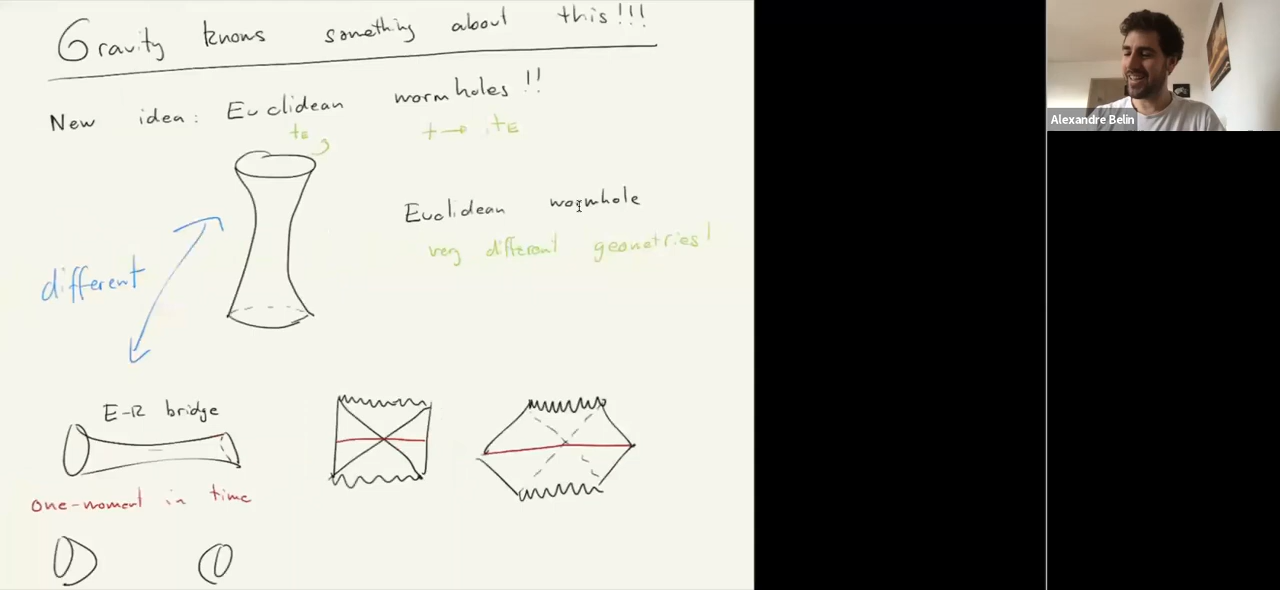 Gravity knows something about this!!!
New idea: Euclidean wormholes!!
tE
t → tE
Euclidean wormhole
very different geometries!
different
E-R bridge
one-moment in time
Alexandre Belin